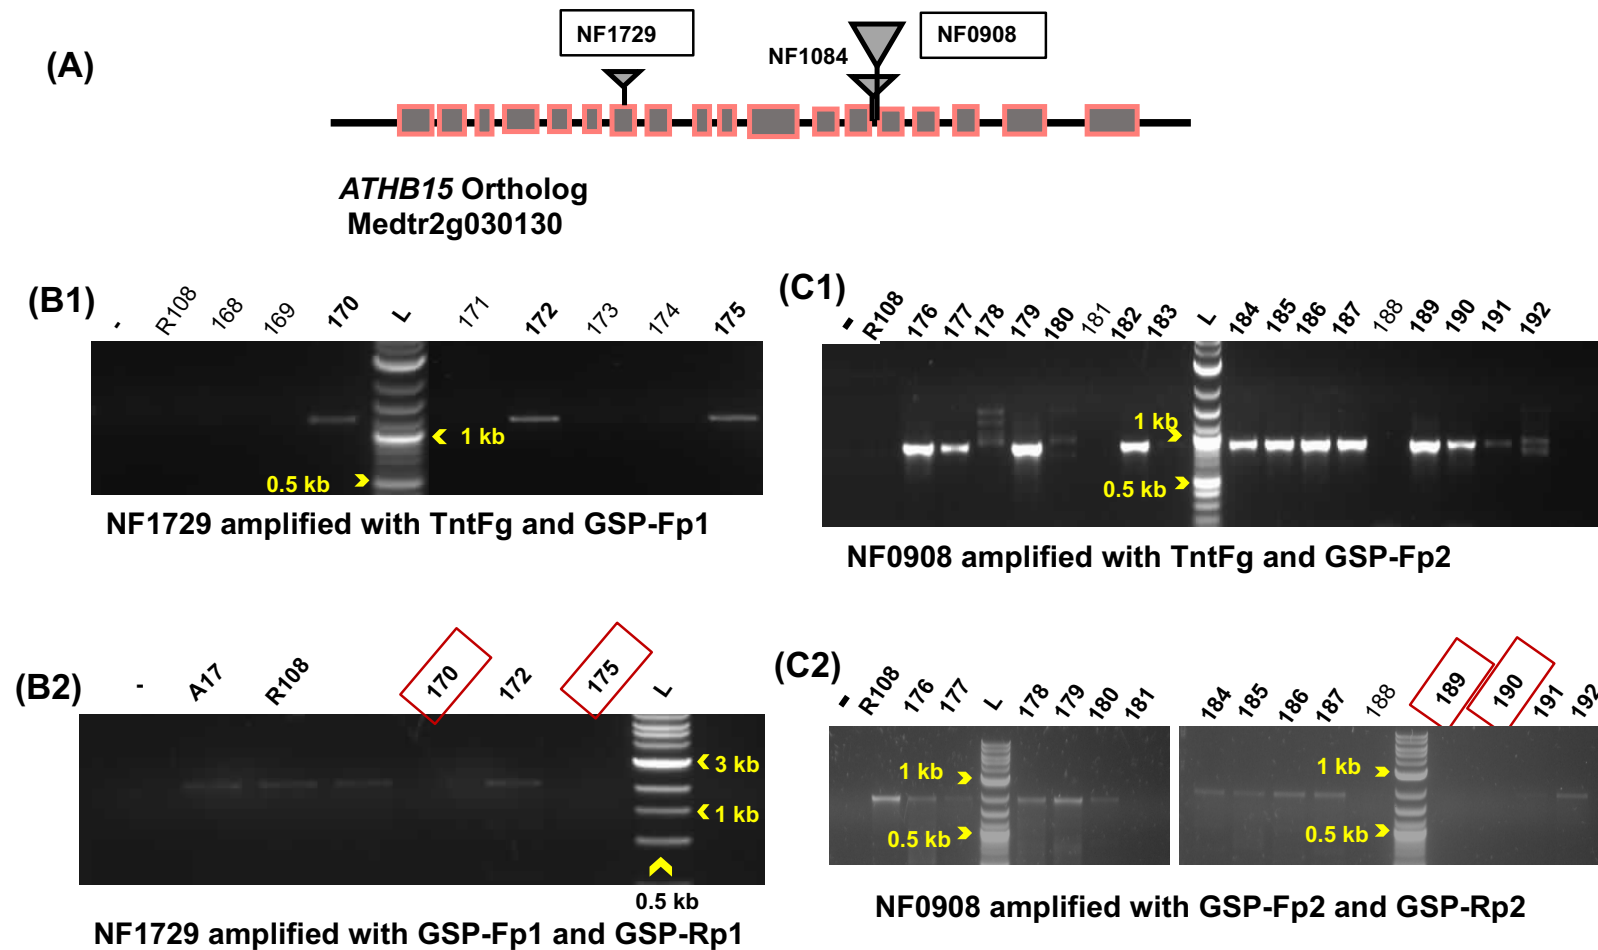 (A)
NF1729
NF1084
NF0908
ATHB15 Ortholog
Medtr2g030130
(B1)
- R108 168 169 170 L 171 172 173 174 175
1 kb
0.5 kb
NF1729 amplified with TntFg and GSP-Fp1
(C1)
- R108 176 177 178 179 180 181 182 183 L 184 185 186 187 188 189 190 191 192
1 kb
0.5 kb
NF0908 amplified with TntFg and GSP-Fp2
(B2)
- A17 R108 170 172 175 L
3 kb
1 kb
0.5 kb
NF1729 amplified with GSP-Fp1 and GSP-Rp1
(C2)
- R108 176 177 L 178 179 180 181 184 185 186 187 188 189 190 191 192
1 kb
0.5 kb
1 kb
0.5 kb
NF0908 amplified with GSP-Fp2 and GSP-Rp2